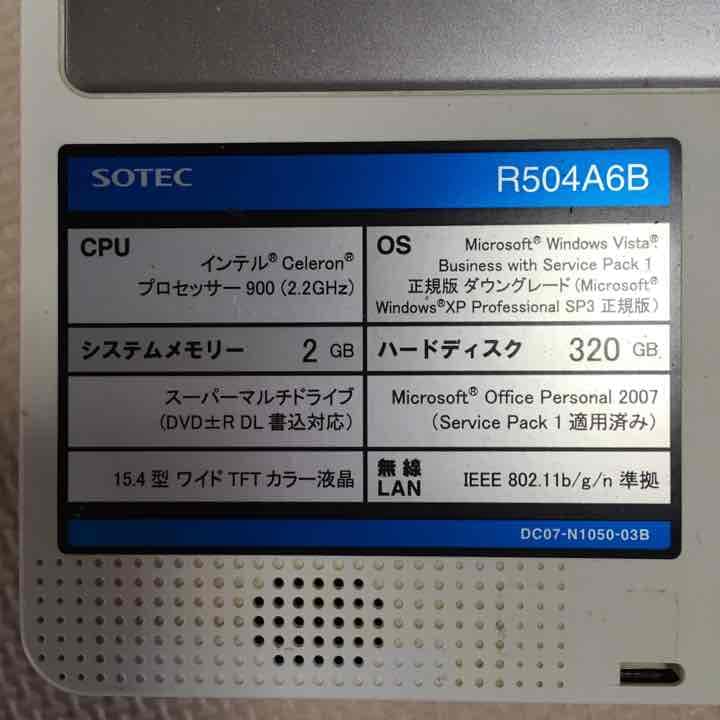 SOTEC
R504A6B
CPU
インテル® Celeron®
プロセッサー 900 (2.2GHz)
OS
Microsoft® Windows Vista®
Business with Service Pack 1
正規版 ダウングレード (Microsoft®
Windows®XP Professional SP3 正規版)
システムメモリー 2 GB
ハードディスク 320 GB
スーパーマルチドライブ
(DVD±R DL 書込対応)
Microsoft® Office Personal 2007
(Service Pack 1 適用済み)
15.4 型 ワイド TFT カラー液晶
無線
LAN
IEEE 802.11b/g/n 準拠
DC07-N1050-03B